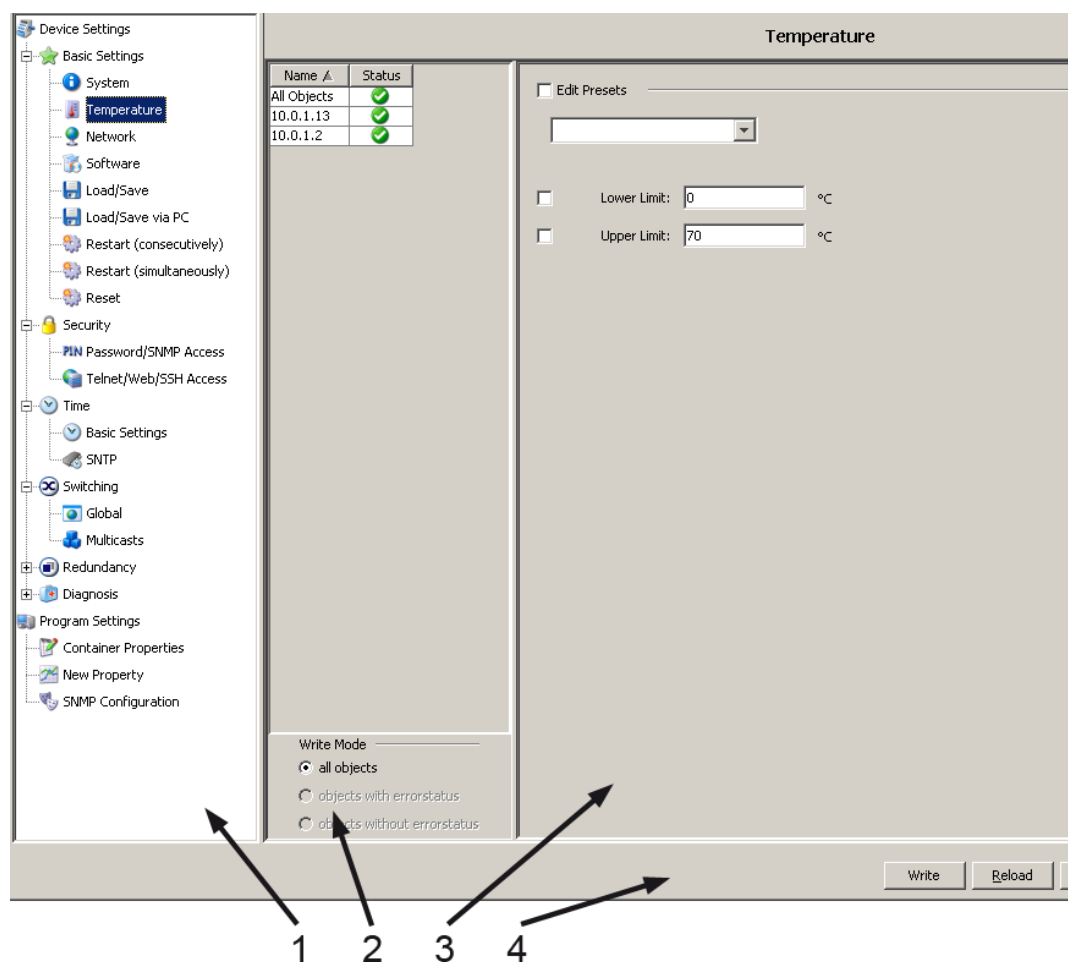 Device Settings
Basic Settings
System
Temperature
Network
Software
Load/Save
Load/Save via PC
Restart (consecutively)
Restart (simultaneously)
Reset
Security
PIN Password/SNMP Access
Telnet/Web/SSH Access
Time
Basic Settings
SNTP
Switching
Global
Multicasts
Redundancy
Diagnosis
Program Settings
Container Properties
New Property
SNMP Configuration
Temperature
Name Status
All Objects
10.0.1.13
10.0.1.2
Write Mode
all objects
objects with errorstatus
objects without errorstatus
Edit Presets
Lower Limit: 0 °C
Upper Limit: 70 °C
Write Reload
1 2 3 4